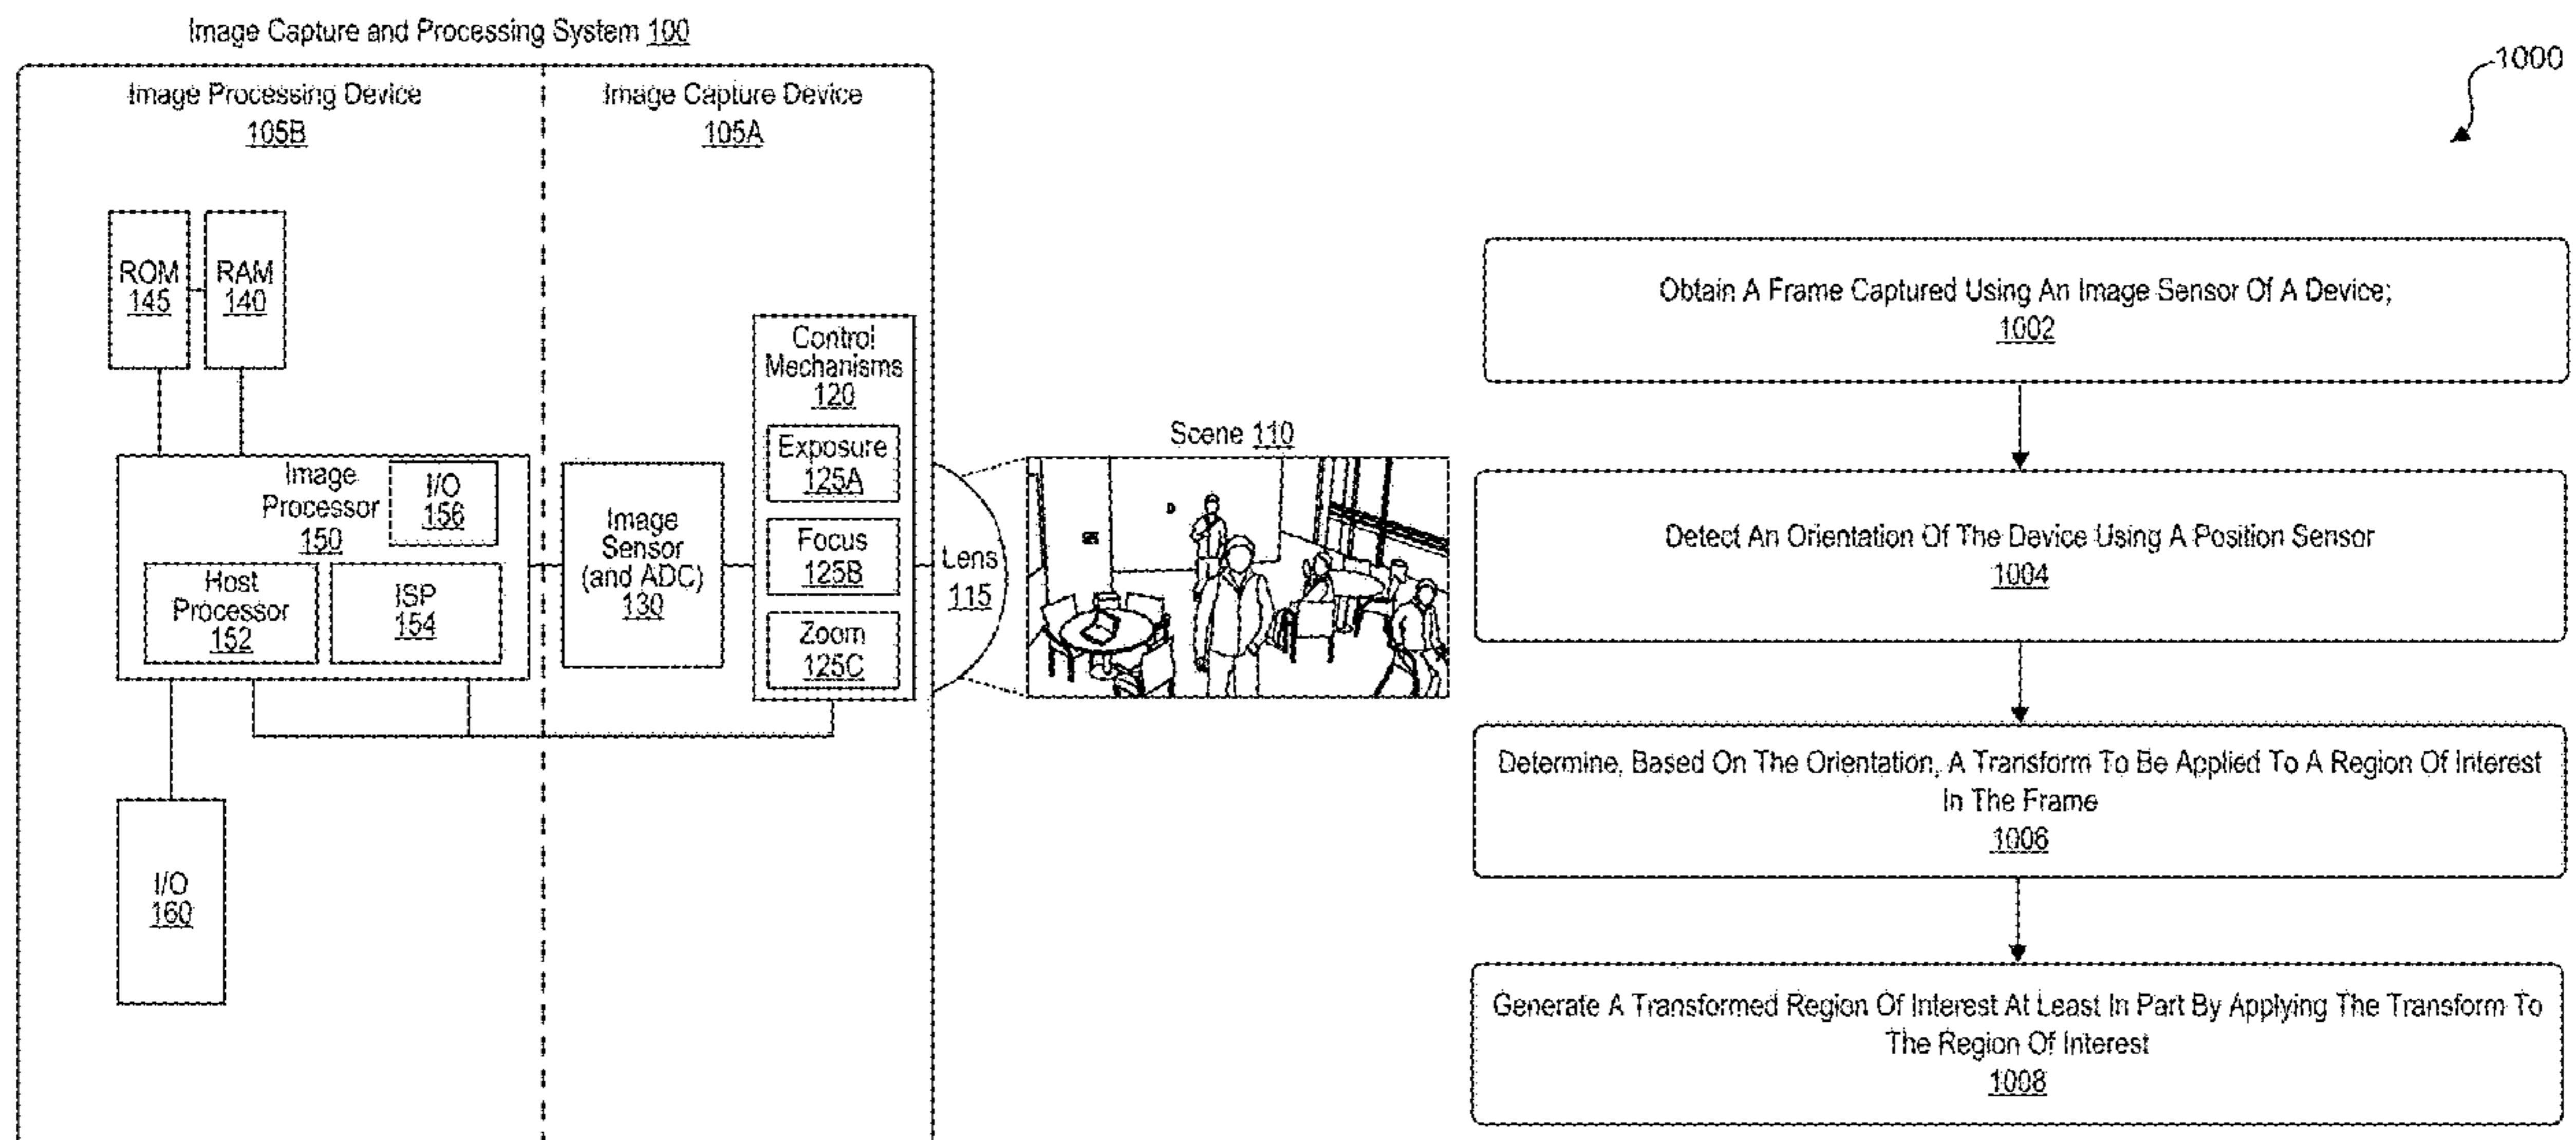 Image Capture and Processing System 100
Image Processing Device
105B
Image Capture Device
105A
ROM
145
RAM
140
Control
Mechanisms
120
Exposure
125A
Focus
125B
Zoom
125C
Image
Processor
150
I/O
156
Host
Processor
152
ISP
154
Image
Sensor
(and ADC)
130
Lens
115
Scene 110
I/O
160
1000
Obtain A Frame Captured Using An Image Sensor Of A Device;
1002
Detect An Orientation Of The Device Using A Position Sensor
1004
Determine, Based On The Orientation, A Transform To Be Applied To A Region Of Interest
In The Frame
1006
Generate A Transformed Region Of Interest At Least In Part By Applying The Transform To
The Region Of Interest
1008